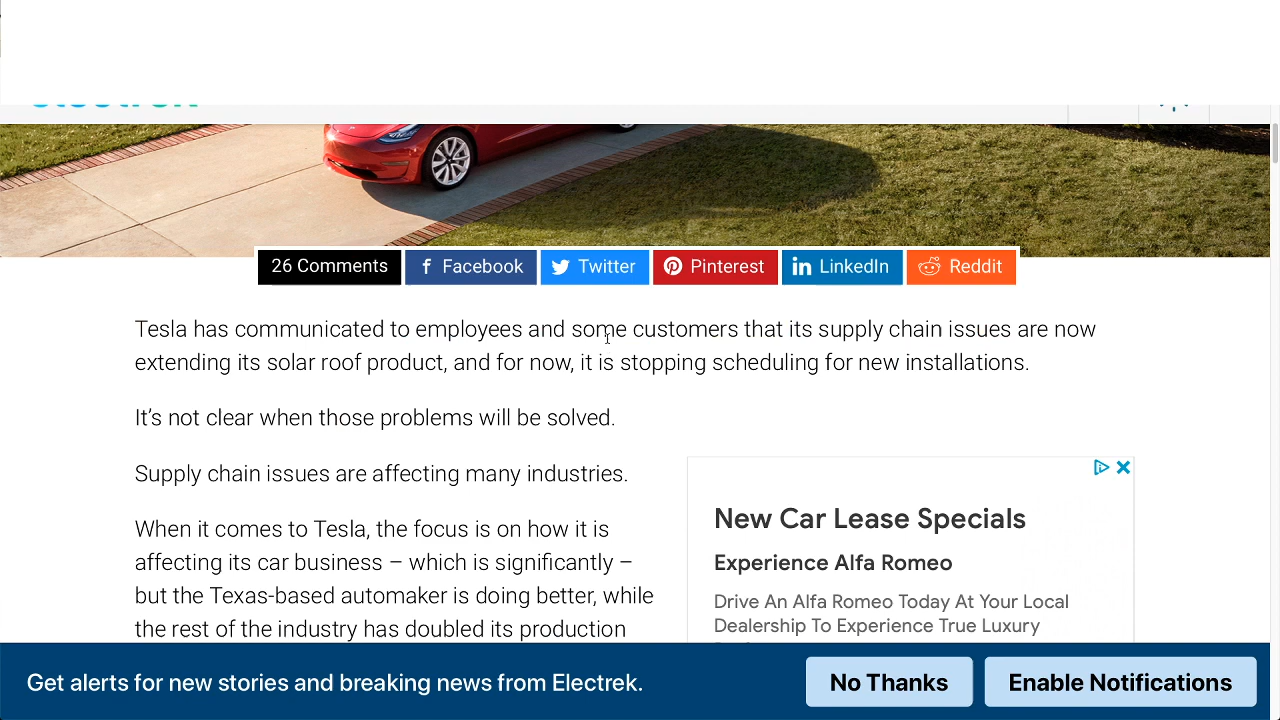 26 Comments
Facebook
Twitter
Pinterest
LinkedIn
Reddit
Tesla has communicated to employees and some customers that its supply chain issues are now
extending its solar roof product, and for now, it is stopping scheduling for new installations.
It’s not clear when those problems will be solved.
Supply chain issues are affecting many industries.
When it comes to Tesla, the focus is on how it is
affecting its car business – which is significantly –
but the Texas-based automaker is doing better, while
the rest of the industry has doubled its production
New Car Lease Specials
Experience Alfa Romeo
Drive An Alfa Romeo Today At Your Local
Dealership To Experience True Luxury
Get alerts for new stories and breaking news from Electrek.
No Thanks
Enable Notifications